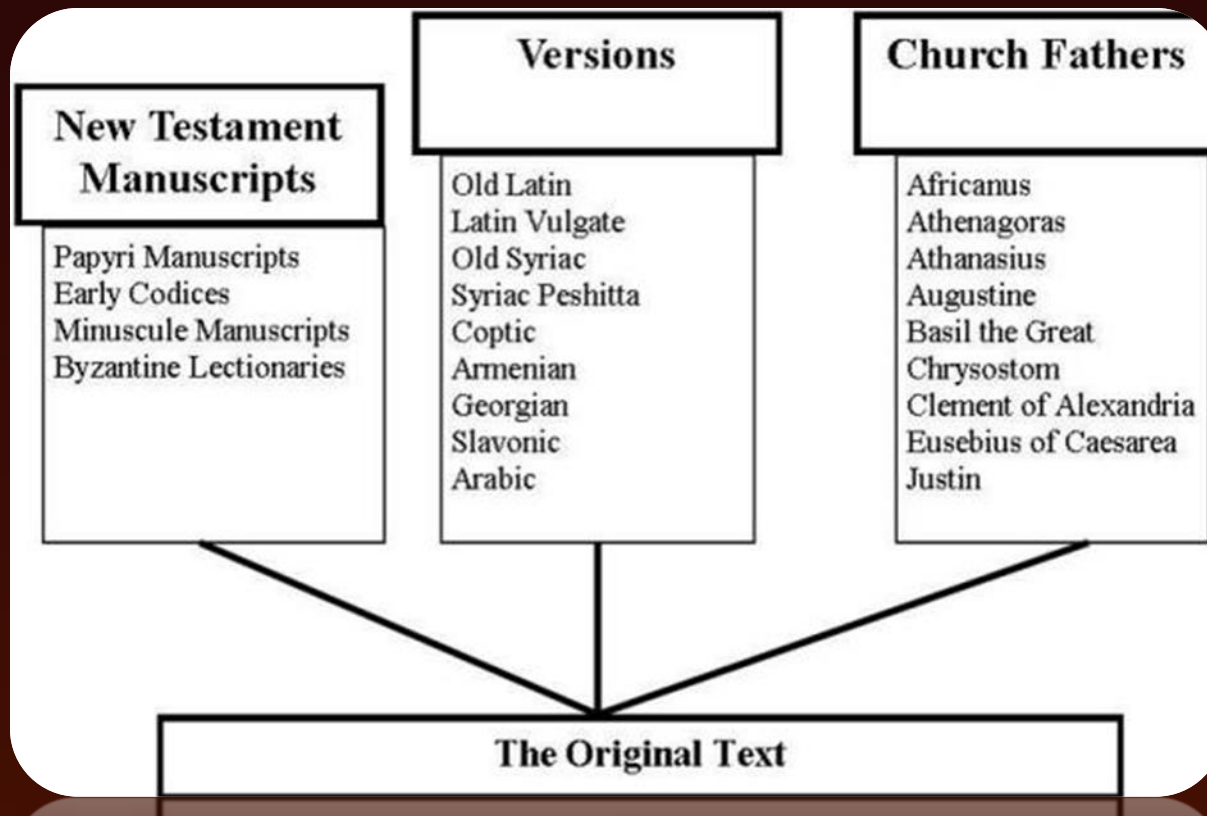 New Testament
Manuscripts
Papyri Manuscripts
Early Codices
Minuscule Manuscripts
Byzantine Lectionaries
Versions
Old Latin
Latin Vulgate
Old Syriac
Syriac Peshitta
Coptic
Armenian
Georgian
Slavonic
Arabic
Church Fathers
Africanus
Athenagoras
Athanasius
Augustine
Basil the Great
Chrysostom
Clement of Alexandria
Eusebius of Caesarea
Justin
The Original Text